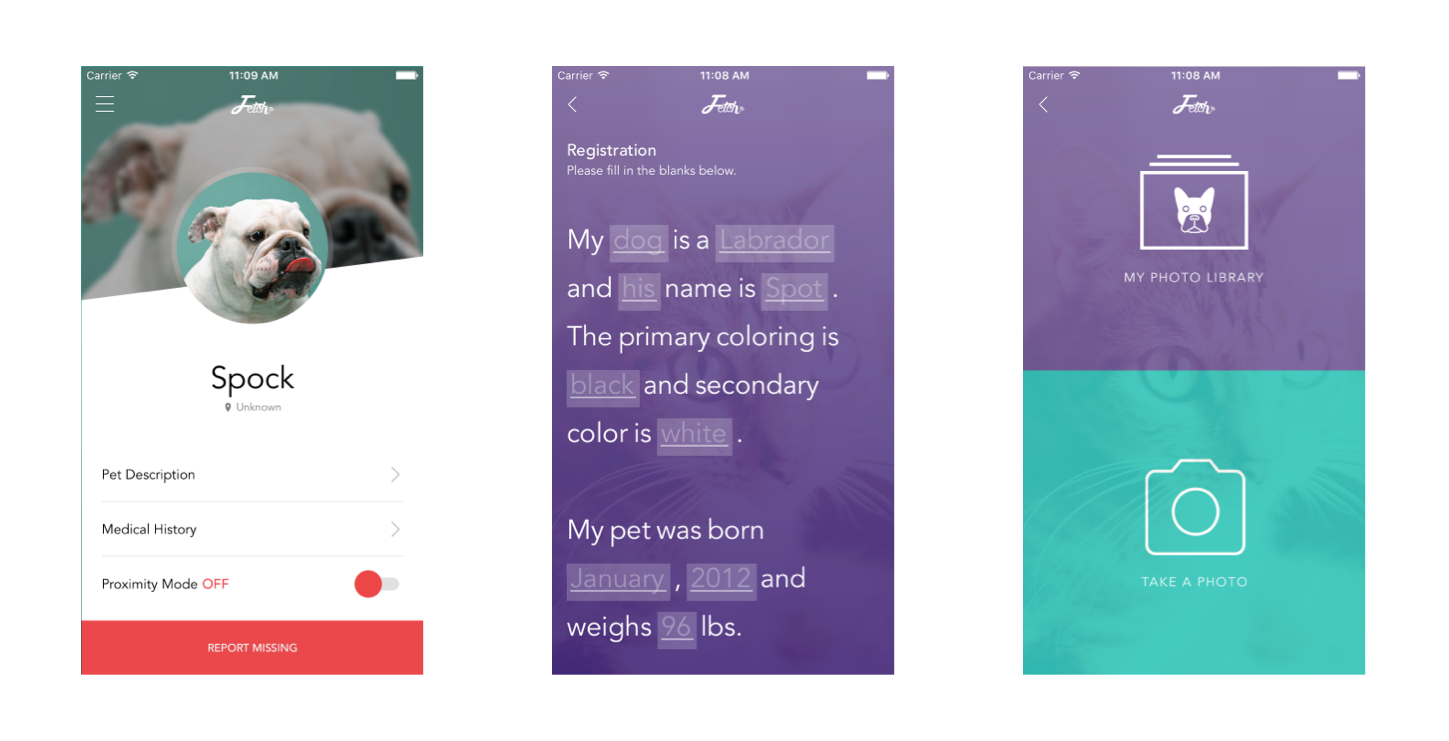 Carrier
11:09 AM
Fetch
Spock
Unknown
Pet Description
Medical History
Proximity Mode OFF
REPORT MISSING
Carrier
11:08 AM
Fetch
Registration
Please fill in the blanks below.
My dog is a Labrador
and his name is Spot .
The primary coloring is
black and secondary
color is white .
My pet was born
January , 2012 and
weighs 96 lbs.
Carrier
11:08 AM
Fetch
MY PHOTO LIBRARY
TAKE A PHOTO